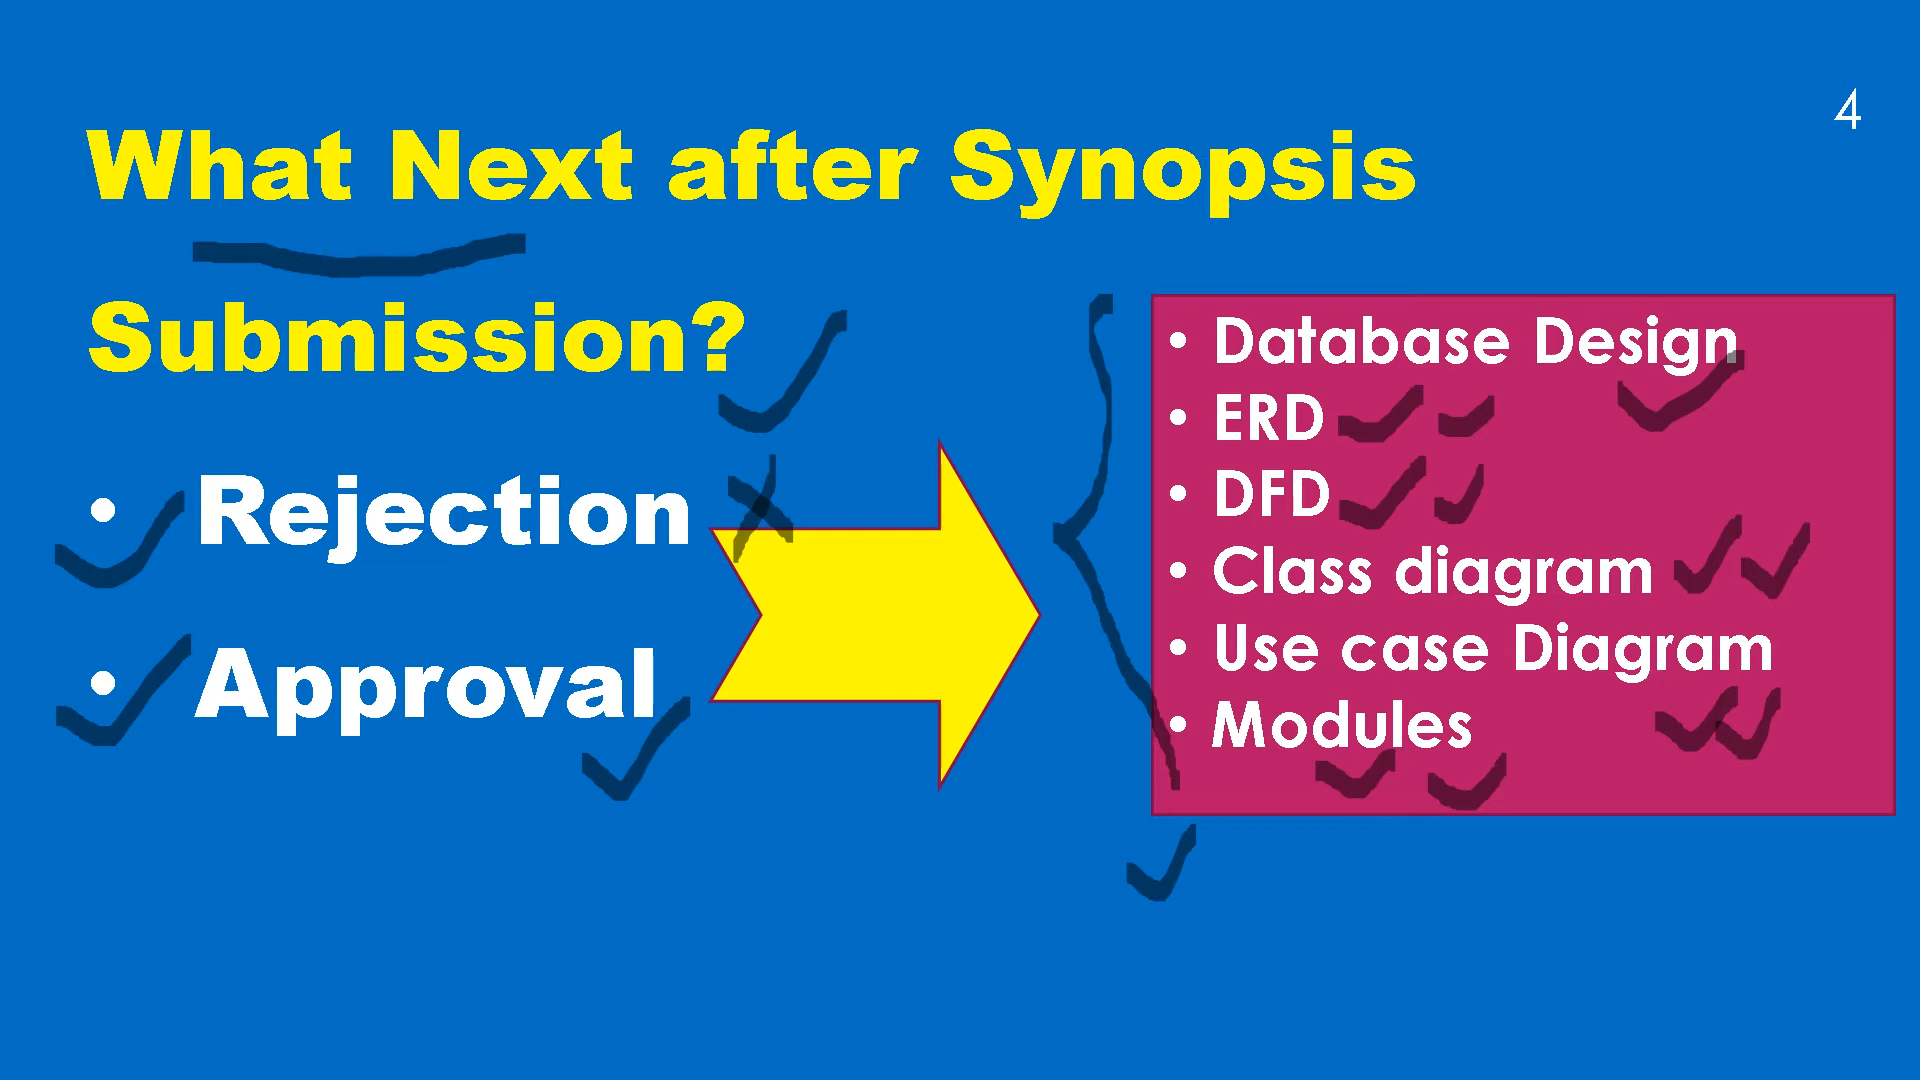 4
What Next after Synopsis
Submission?
• Rejection
• Approval
• Database Design
• ERD
• DFD
• Class diagram
• Use case Diagram
• Modules